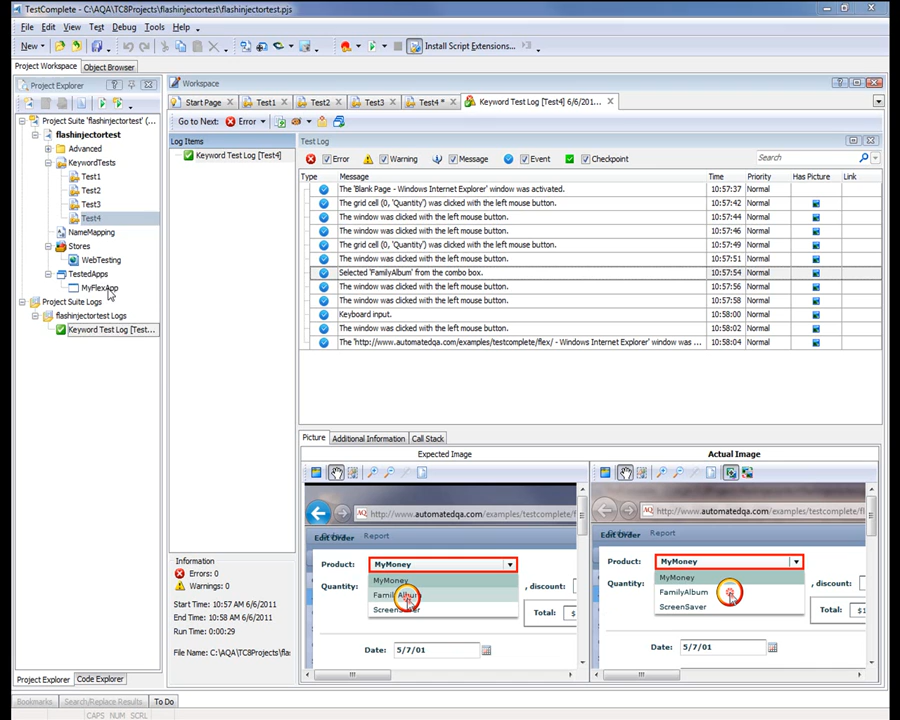 TestComplete - C:\AQA\TC8Projects\flashinjectortest\flashinjectortest.pjs
File Edit View Test Debug Tools Help
New Install Script Extensions...
Project Workspace Object Browser
Project Explorer
Project Suite 'flashinjectortest' (...
flashinjectortest
Advanced
KeywordTests
Test1
Test2
Test3
Test4
NameMapping
Stores
WebTesting
TestedApps
MyFlexApp
Project Suite Logs
flashinjectortest Logs
Keyword Test Log [Test...
Project Explorer Code Explorer
Workspace
Start Page Test1 Test2 Test3 Test4 * Keyword Test Log [Test4] 6/6/201...
Go to Next: Error
Log Items
Keyword Test Log [Test4]
Information
Errors: 0
Warnings: 0
Start Time: 10:57 AM 6/6/2011
End Time: 10:58 AM 6/6/2011
Run Time: 0:00:29
File Name: C:\AQA\TC8Projects\flas
Test Log
Error Warning Message Event Checkpoint Search
Type Message Time Priority Has Picture Link
The 'Blank Page - Windows Internet Explorer' window was activated. 10:57:37 Normal
The grid cell (0, 'Quantity') was clicked with the left mouse button. 10:57:42 Normal
The window was clicked with the left mouse button. 10:57:44 Normal
The window was clicked with the left mouse button. 10:57:46 Normal
The grid cell (0, 'Quantity') was clicked with the left mouse button. 10:57:49 Normal
The window was clicked with the left mouse button. 10:57:51 Normal
Selected 'FamilyAlbum' from the combo box. 10:57:54 Normal
The window was clicked with the left mouse button. 10:57:56 Normal
The window was clicked with the left mouse button. 10:57:58 Normal
Keyboard input. 10:58:00 Normal
The window was clicked with the left mouse button. 10:58:02 Normal
The 'http://www.automatedqa.com/examples/testcomplete/flex/ - Windows Internet Explorer' window was ... 10:58:04 Normal
Picture Additional Information Call Stack
Expected Image
http://www.automatedqa.com/examples/testcomplete/f
Edit Order Report
Product: MyMoney
MyMoney
Quantity: FamilyAlbum , discount:
ScreenSaver Total: $
Date: 5/7/01
Actual Image
http://www.automatedqa.com/examples/testcomplete/fl
Edit Order Report
Product: MyMoney
MyMoney
Quantity: FamilyAlbum , discount:
ScreenSaver Total: $1
Date: 5/7/01
Bookmarks Search/Replace Results To Do
CAPS NUM SCRL